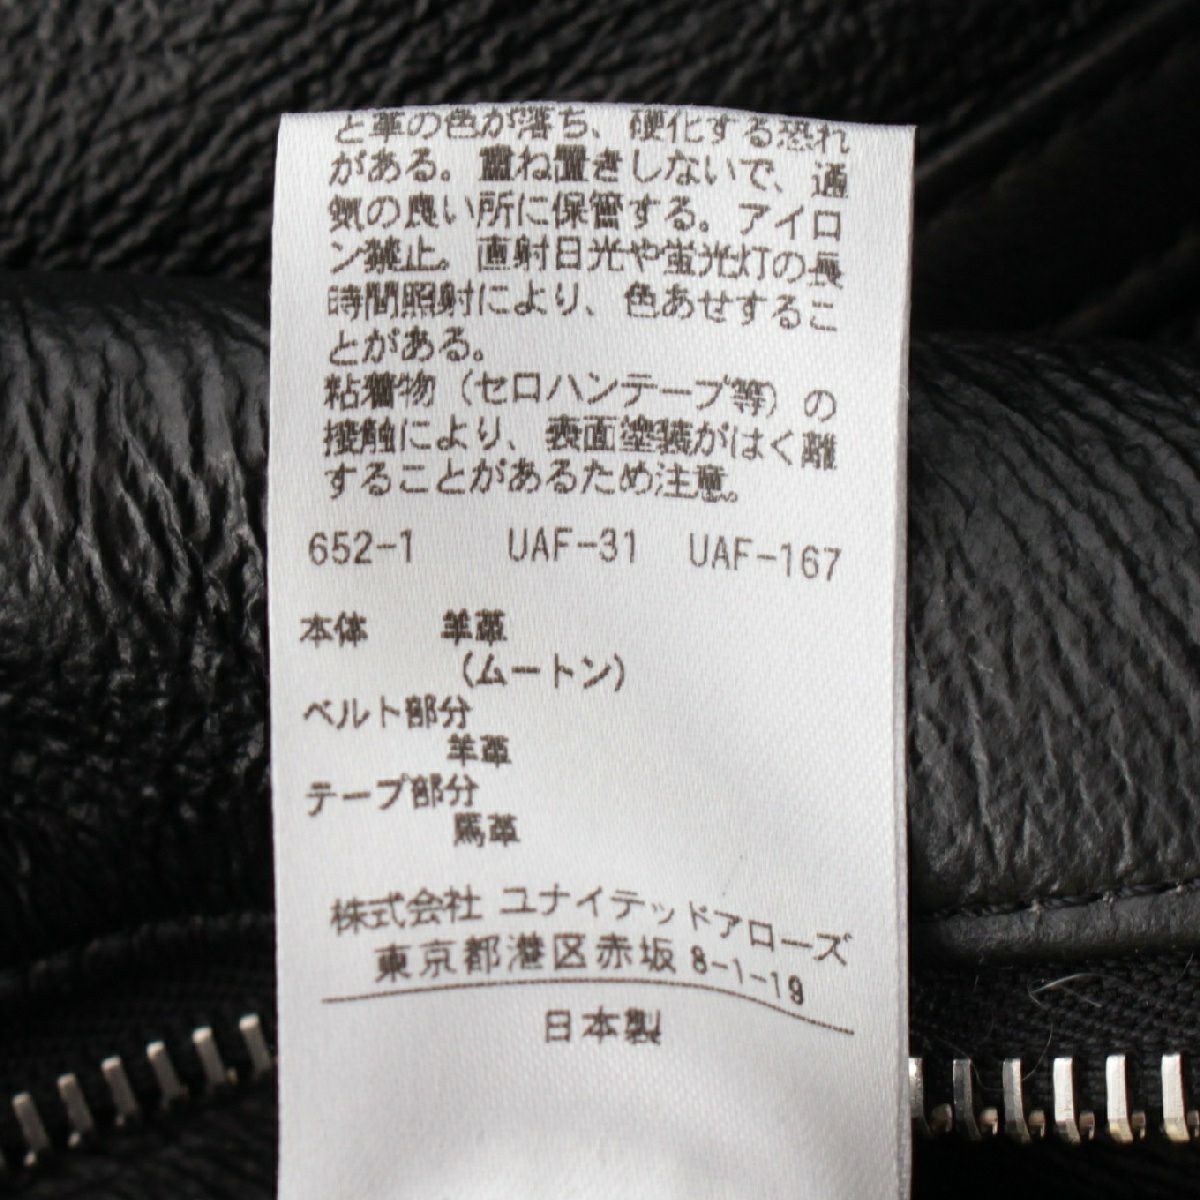 と革の色が落ち、硬化する恐れ
がある。重ね置きしないで、通
気の良い所に保管する。アイロ
ン禁止。直射日光や蛍光灯の長
時間照射により、色あせするこ
とがある。
粘着物（セロハンテープ等）の
接触により、表面塗装がはく離
することがあるため注意。
652-1 UAF-31 UAF-167
本体 羊革
（ムートン）
ベルト部分
羊革
テープ部分
馬革
株式会社 ユナイテッドアローズ
東京都港区赤坂 8-1-19
日本製